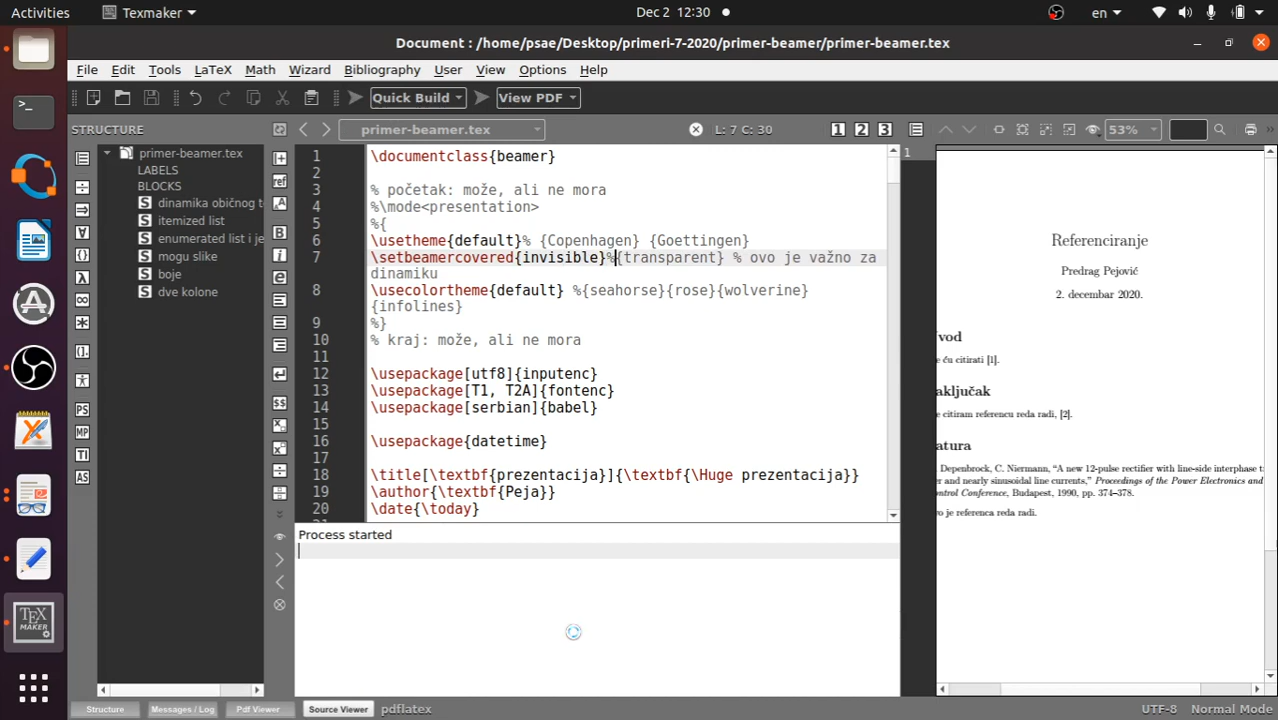 Activities
Texmaker
Dec 2 12:30
en
Document : /home/psae/Desktop/primeri-7-2020/primer-beamer/primer-beamer.tex
File Edit Tools LaTeX Math Wizard Bibliography User View Options Help
Quick Build
View PDF
STRUCTURE
primer-beamer.tex
L: 7 C: 30
1 2 3
53%
primer-beamer.tex
LABELS
BLOCKS
dinamika običnog t
itemized list
enumerated list i je
mogu slike
boje
dve kolone
1 \documentclass{beamer}
2
3 % početak: može, ali ne mora
4 %\mode<presentation>
5 %{
6 \usetheme{default}% {Copenhagen} {Goettingen}
7 \setbeamercovered{invisible}%{transparent} % ovo je važno za
dinamiku
8 \usecolortheme{default} %{seahorse}{rose}{wolverine}
{infolines}
9 %}
10 % kraj: može, ali ne mora
11
12 \usepackage[utf8]{inputenc}
13 \usepackage[T1, T2A]{fontenc}
14 \usepackage[serbian]{babel}
15
16 \usepackage{datetime}
17
18 \title[\textbf{prezentacija}]{\textbf{\Huge prezentacija}}
19 \author{\textbf{Peja}}
20 \date{\today}
Process started
1
Referenciranje
Predrag Pejović
2. decembar 2020.
vod
e ću citirati [1].
aključak
e citiram referencu reda radi, [2].
atura
Depenbrock, C. Niermann, “A new 12-pulse rectifier with line-side interphase t
er and nearly sinusoidal line currents,” Proceedings of the Power Electronics and
ontrol Conference, Budapest, 1990, pp. 374–378.
vo je referenca reda radi.
Structure
Messages / Log
Pdf Viewer
Source Viewer
pdflatex
UTF-8
Normal Mode